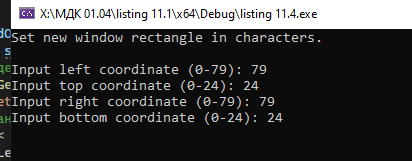 X:\МДК 01.04\listing 11.1\x64\Debug\listing 11.4.exe
Set new window rectangle in characters.
Input left coordinate (0-79): 79
Input top coordinate (0-24): 24
Input right coordinate (0-79): 79
Input bottom coordinate (0-24): 24